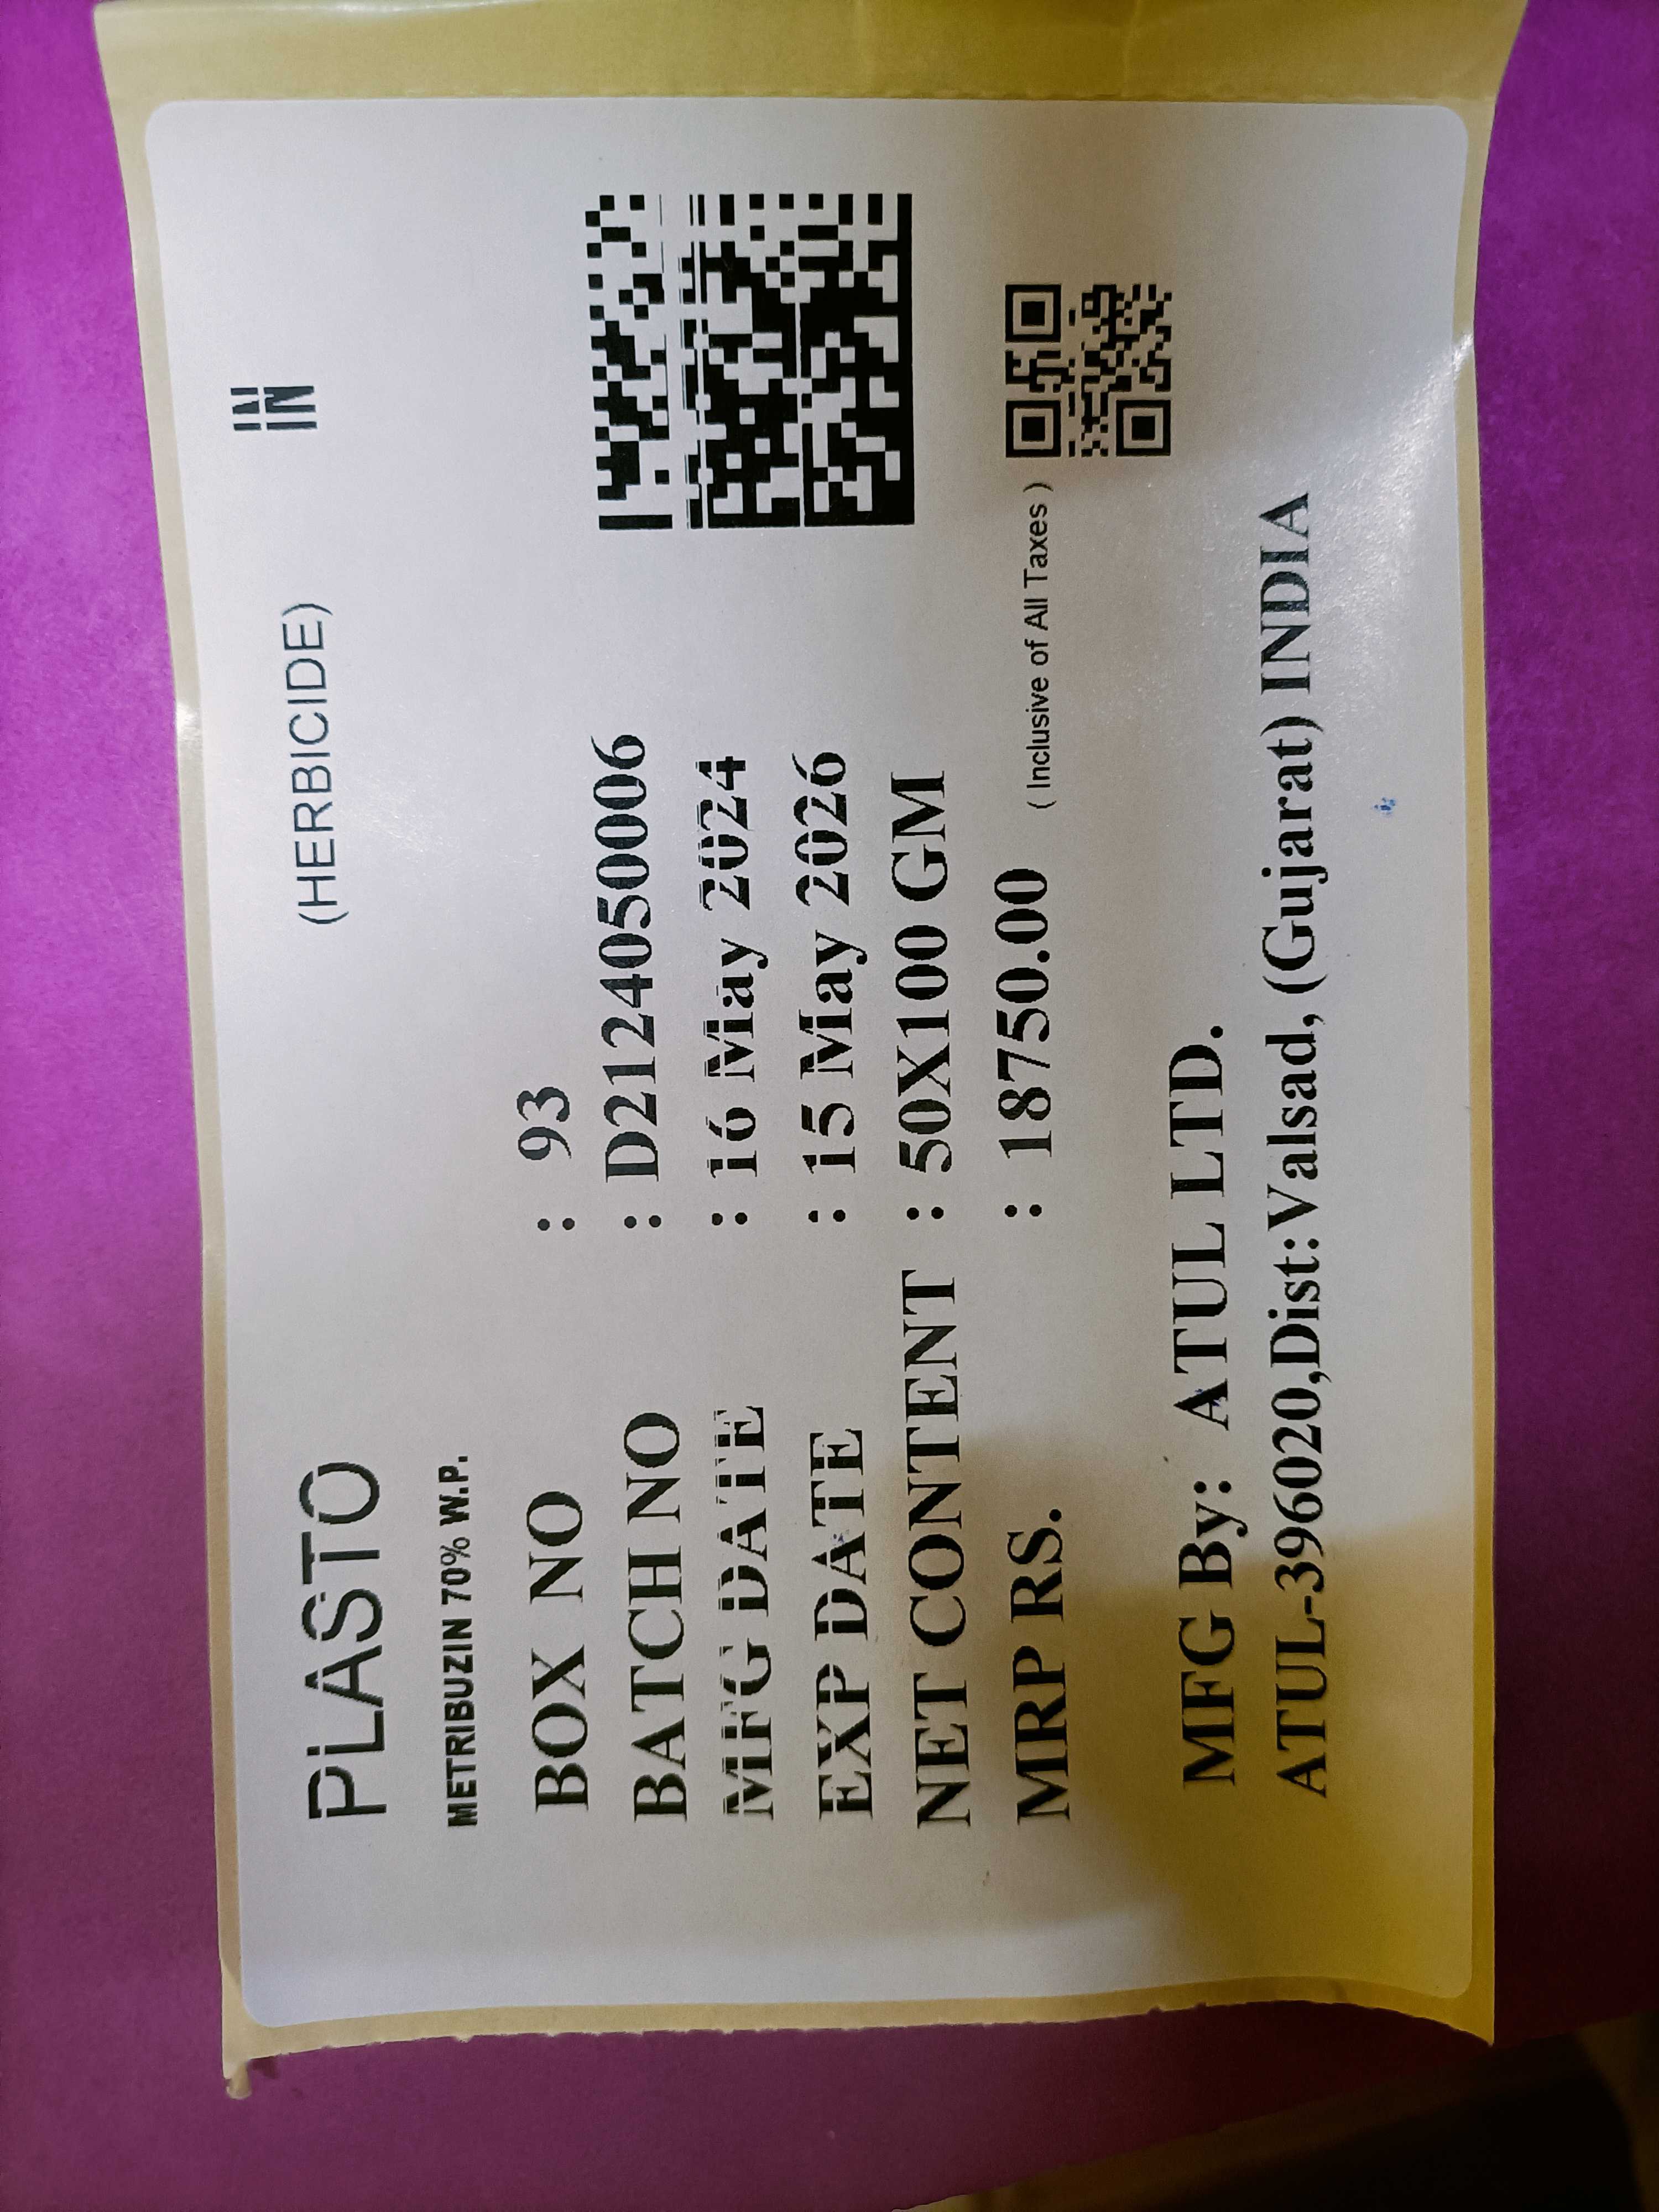 IN
PLASTO (HERBICIDE)
METRIBUZIN 70% W.P.
BOX NO : 93
BATCH NO : D2124050006
MFG DATE : 16 May 2024
EXP DATE : 15 May 2026
NET CONTENT : 50X100 GM
MRP RS. : 18750.00 ( Inclusive of All Taxes )
MFG By: ATUL LTD.
ATUL-396020,Dist:Valsad, (Gujarat) INDIA